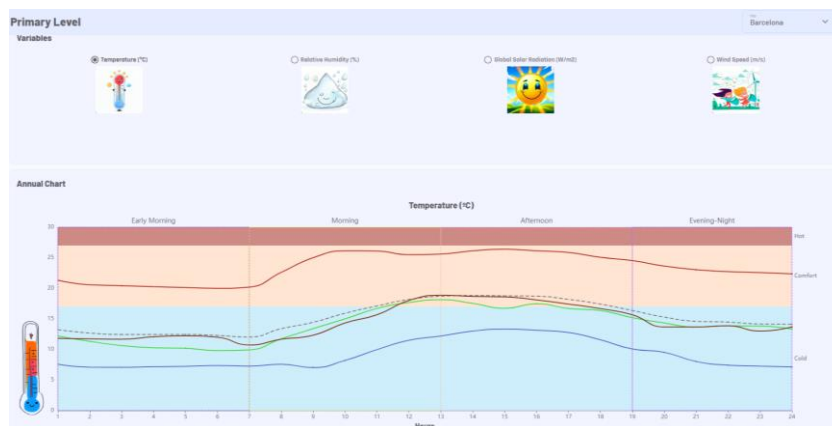 Primary Level
Barcelona
Variables
Temperature (ºC)
Relative Humidity (%)
Global Solar Radiation (W/m2)
Wind Speed (m/s)
Annual Chart
Temperature (ºC)
Early Morning
Morning
Afternoon
Evening-Night
30
Hot
25
Comfort
20
15
10
Cold
5
0
1 2 3 4 5 6 7 8 9 10 11 12 13 14 15 16 17 18 19 20 21 22 23 24
Hours